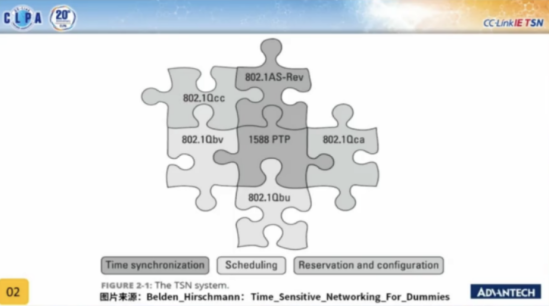 CLPA 20th
CC-Link IE TSN
802.1AS-Rev
802.1Qcc
802.1Qbv
1588 PTP
802.1Qca
802.1Qbu
Time synchronization
Scheduling
Reservation and configuration
FIGURE 2-1: The TSN system.
图片来源：Belden_Hirschmann：Time_Sensitive_Networking_For_Dummies
02
ADVANTECH